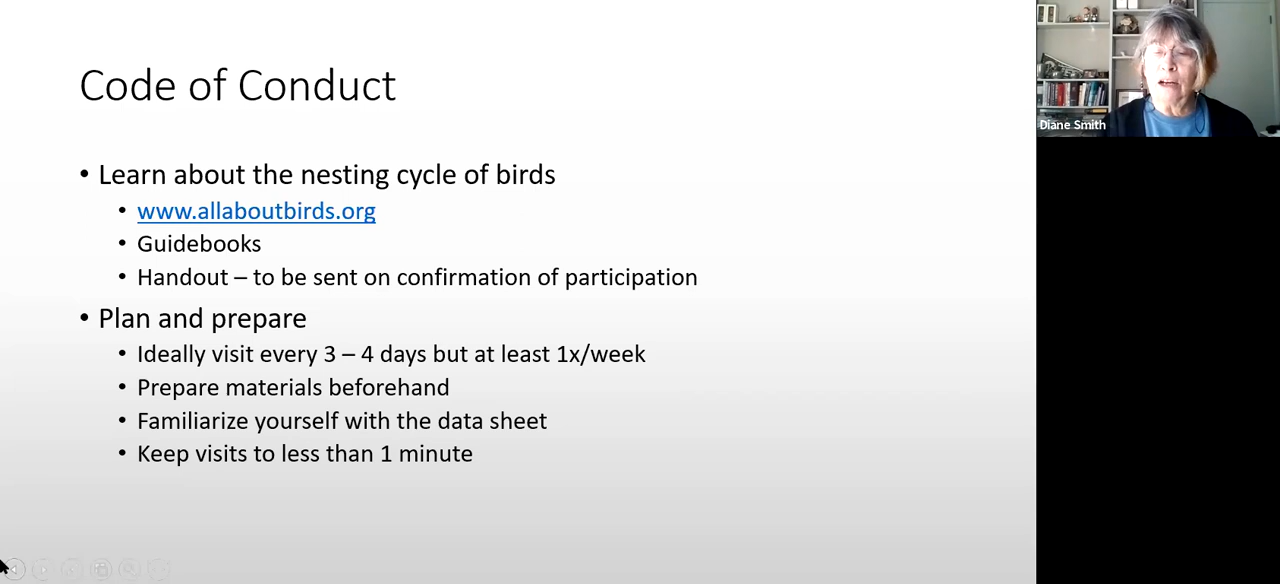 Code of Conduct
• Learn about the nesting cycle of birds
• www.allaboutbirds.org
• Guidebooks
• Handout – to be sent on confirmation of participation
• Plan and prepare
• Ideally visit every 3 – 4 days but at least 1x/week
• Prepare materials beforehand
• Familiarize yourself with the data sheet
• Keep visits to less than 1 minute
Diane Smith